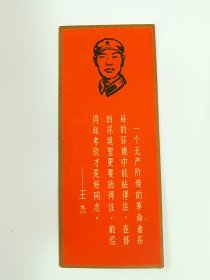 一个无产阶级的革命者在
好的环境中能站得住，在坏
的环境里更要站得住，能经
得起考验才是好同志。
——王杰